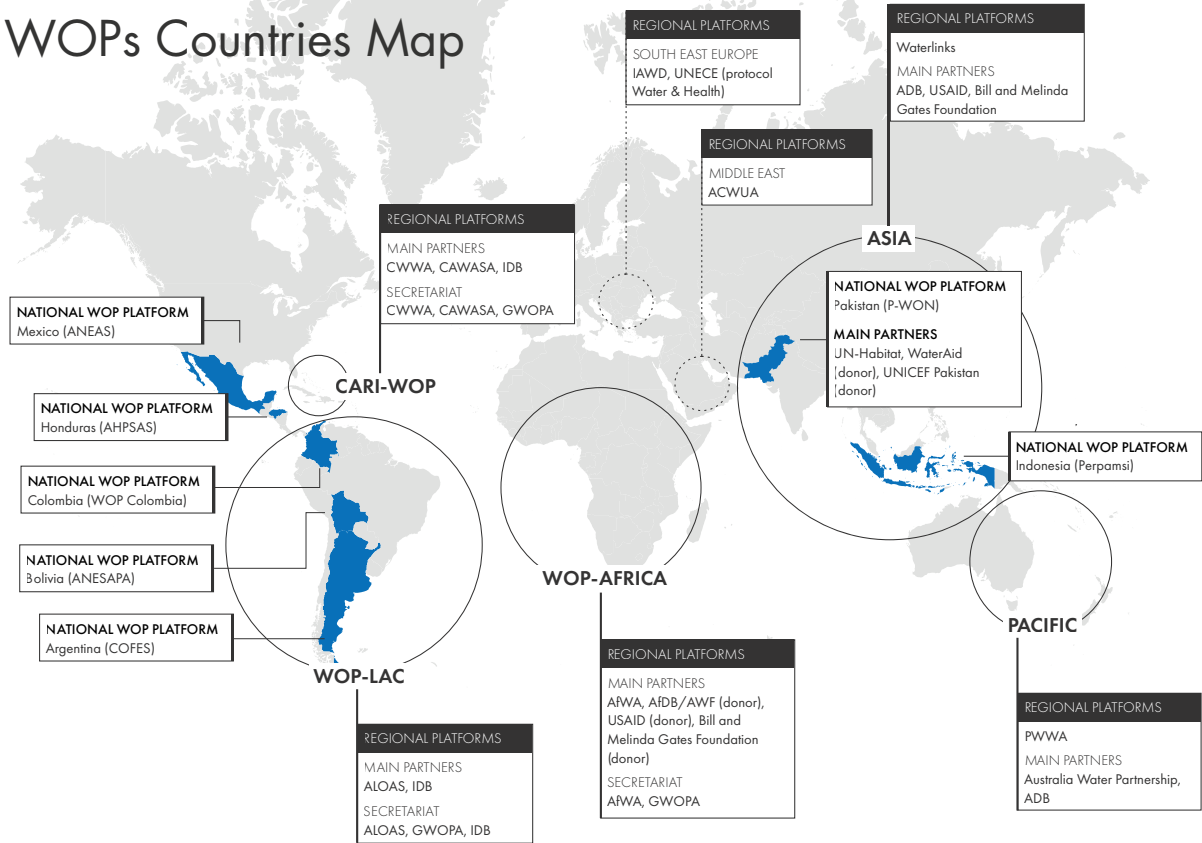 WOPs Countries Map
REGIONAL PLATFORMS
SOUTH EAST EUROPE
IAWD, UNECE (protocol
Water & Health)
REGIONAL PLATFORMS
Waterlinks
MAIN PARTNERS
ADB, USAID, Bill and Melinda
Gates Foundation
REGIONAL PLATFORMS
MIDDLE EAST
ACWUA
REGIONAL PLATFORMS
MAIN PARTNERS
CWWA, CAWASA, IDB
SECRETARIAT
CWWA, CAWASA, GWOPA
ASIA
NATIONAL WOP PLATFORM
Pakistan (P-WON)
MAIN PARTNERS
UN-Habitat, WaterAid
(donor), UNICEF Pakistan
(donor)
NATIONAL WOP PLATFORM
Mexico (ANEAS)
CARI-WOP
NATIONAL WOP PLATFORM
Honduras (AHPSAS)
NATIONAL WOP PLATFORM
Indonesia (Perpamsi)
NATIONAL WOP PLATFORM
Colombia (WOP Colombia)
NATIONAL WOP PLATFORM
Bolivia (ANESAPA)
WOP-AFRICA
NATIONAL WOP PLATFORM
Argentina (COFES)
PACIFIC
WOP-LAC
REGIONAL PLATFORMS
MAIN PARTNERS
AfWA, AfDB/AWF (donor),
USAID (donor), Bill and
Melinda Gates Foundation
(donor)
SECRETARIAT
AfWA, GWOPA
REGIONAL PLATFORMS
PWWA
MAIN PARTNERS
Australia Water Partnership,
ADB
REGIONAL PLATFORMS
MAIN PARTNERS
ALOAS, IDB
SECRETARIAT
ALOAS, GWOPA, IDB